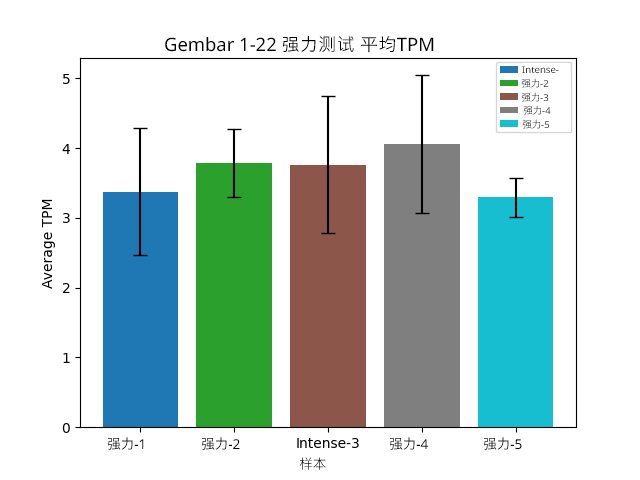 Gembar 1-22 强力测试 平均TPM
Intense-
强力-2
强力-3
强力-4
强力-5
Average TPM
5
4
3
2
1
0
强力-1
强力-2
Intense-3
强力-4
强力-5
样本